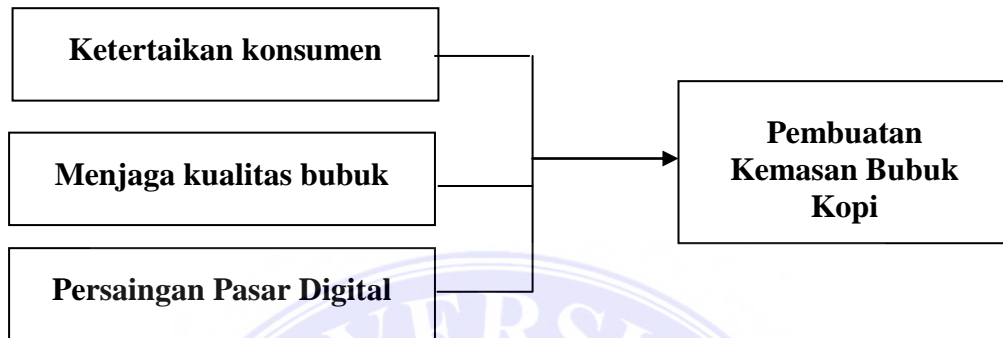 Ketertaikan konsumen
Menjaga kualitas bubuk
Persaingan Pasar Digital
Pembuatan
Kemasan Bubuk
Kopi